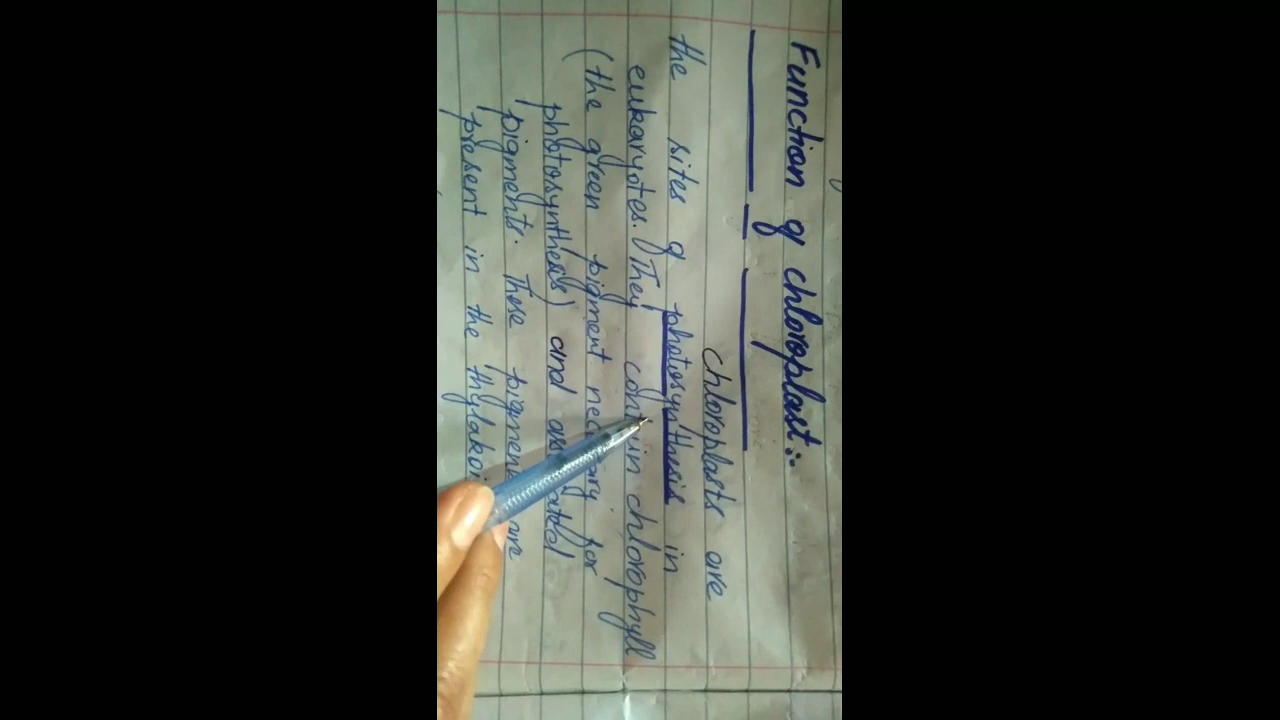 Function of chloroplast:-
chloroplasts are
the sites of photosynthesis in
eukaryotes. They contain chlorophyll
(the green pigment necessary for
photosynthesis) and associated
pigments. These pigments are
present in the thylakoid